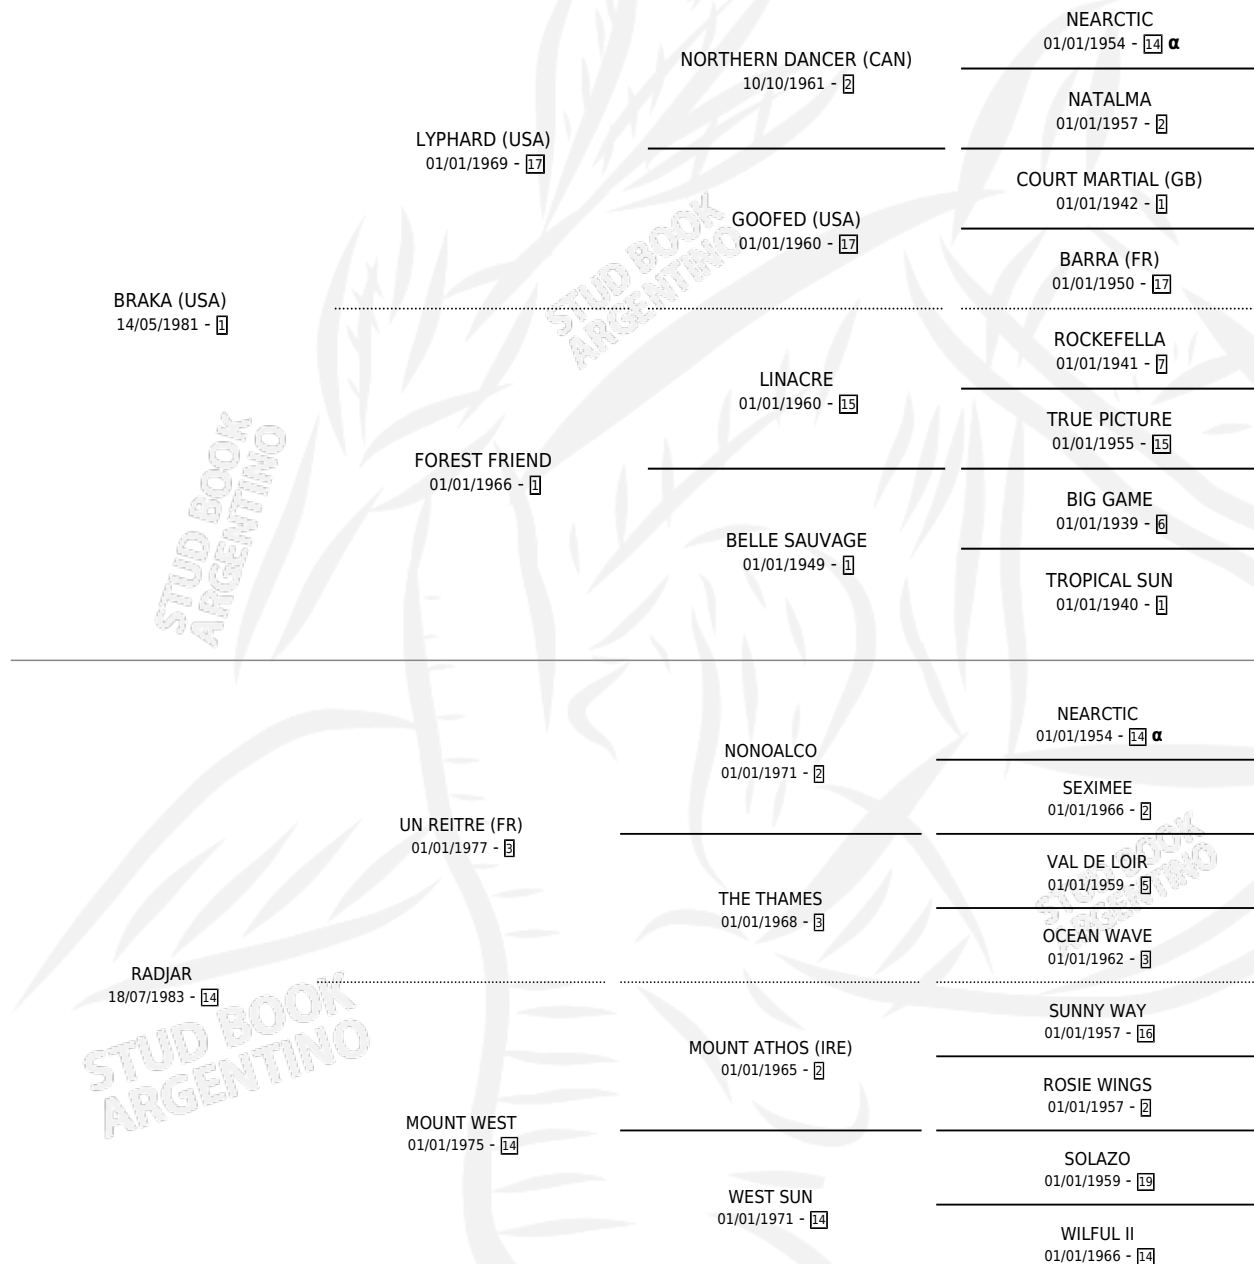 NEARCTIC
01/01/1954 - 14 α
NORTHERN DANCER (CAN)
10/10/1961 - 2
NATALMA
01/01/1957 - 2
LYPHARD (USA)
01/01/1969 - 17
COURT MARTIAL (GB)
01/01/1942 - 1
GOOFED (USA)
01/01/1960 - 17
BARRA (FR)
01/01/1950 - 17
BRAKA (USA)
14/05/1981 - 1
ROCKEFELLA
01/01/1941 - 7
LINACRE
01/01/1960 - 15
TRUE PICTURE
01/01/1955 - 15
FOREST FRIEND
01/01/1966 - 1
BIG GAME
01/01/1939 - 6
BELLE SAUVAGE
01/01/1949 - 1
TROPICAL SUN
01/01/1940 - 1
STUD BOOK
ARGENTINO
STUD BOOK
ARGENTINO
NEARCTIC
01/01/1954 - 14 α
NONOALCO
01/01/1971 - 2
SEXIMEE
01/01/1966 - 2
UN REITRE (FR)
01/01/1977 - 3
VAL DE LOIR
01/01/1959 - 5
THE THAMES
01/01/1968 - 3
OCEAN WAVE
01/01/1962 - 3
RADJAR
18/07/1983 - 14
SUNNY WAY
01/01/1957 - 16
MOUNT ATHOS (IRE)
01/01/1965 - 2
ROSIE WINGS
01/01/1957 - 2
MOUNT WEST
01/01/1975 - 14
SOLAZO
01/01/1959 - 19
WEST SUN
01/01/1971 - 14
WILFUL II
01/01/1966 - 14
STUD BOOK
ARGENTINO
STUD BOOK
ARGENTINO